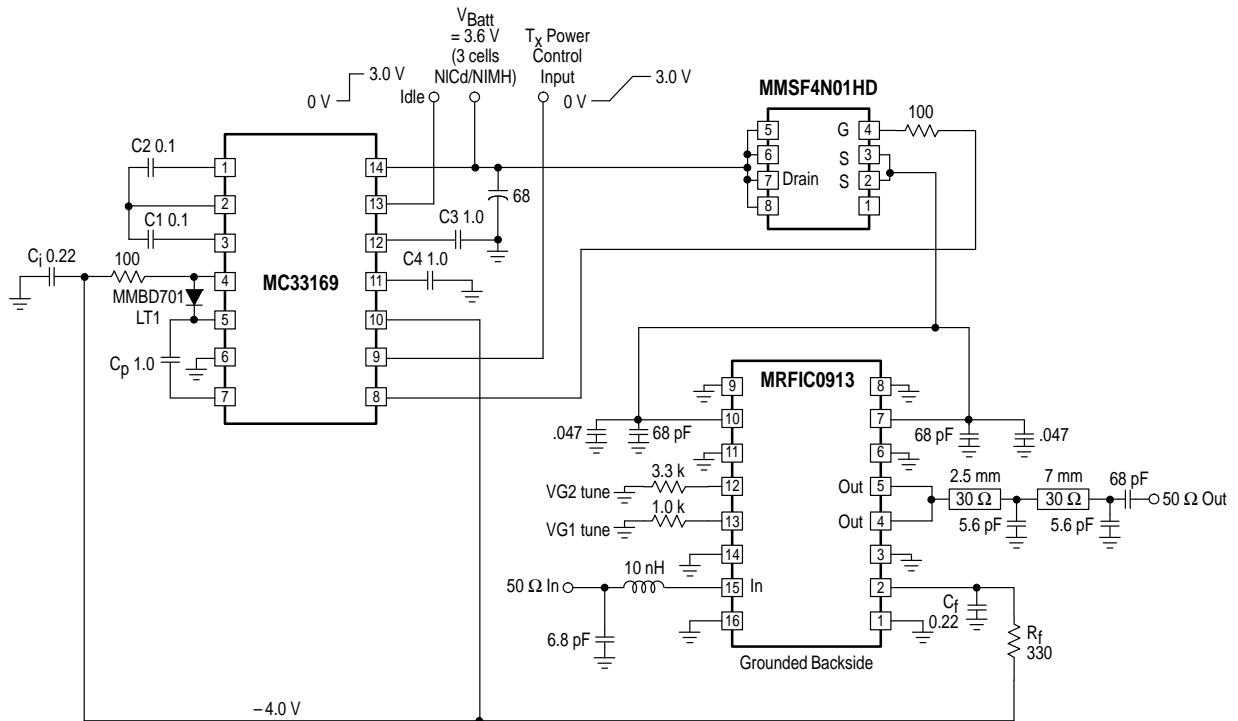 V_Batt
= 3.6 V
(3 cells
NICd/NIMH)
T_X Power
Control
Input
3.0 V
0 V
Idle
0 V
3.0 V
MMSF4N01HD
5
6
7
8
Drain
G
S
S
4
3
2
1
100
C2 0.1
C1 0.1
1
2
3
4
5
6
7
MC33169
14
13
12
11
10
9
8
68
C3 1.0
C4 1.0
C_i 0.22
100
MMBD701
LT1
C_p 1.0
MRFIC0913
9
10
11
12
13
14
15
16
8
7
6
5
4
3
2
1
.047
68 pF
68 pF
.047
3.3 k
VG2 tune
1.0 k
VG1 tune
Out
Out
2.5 mm
30 Ω
7 mm
30 Ω
68 pF
50 Ω Out
5.6 pF
5.6 pF
10 nH
50 Ω In
In
6.8 pF
C_f
0.22
R_f
330
Grounded Backside
–4.0 V